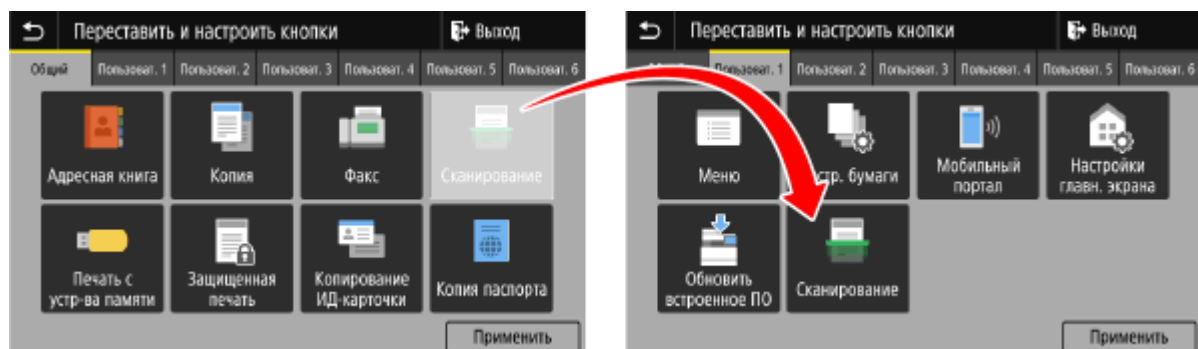 Переставить и настроить кнопки
Выход
Общий
Пользоват. 1
Пользоват. 2
Пользоват. 3
Пользоват. 4
Пользоват. 5
Пользоват. 6
Адресная книга
Копия
Факс
Сканирование
Печать с
устр-ва памяти
Защищенная
печать
Копирование
ИД-карточки
Копия паспорта
Применить
Переставить и настроить кнопки
Выход
Пользоват. 1
Пользоват. 2
Пользоват. 3
Пользоват. 4
Пользоват. 5
Пользоват. 6
Меню
бумаги
Мобильный
портал
Настройки
главн. экрана
Обновить
встроенное ПО
Сканирование
Применить